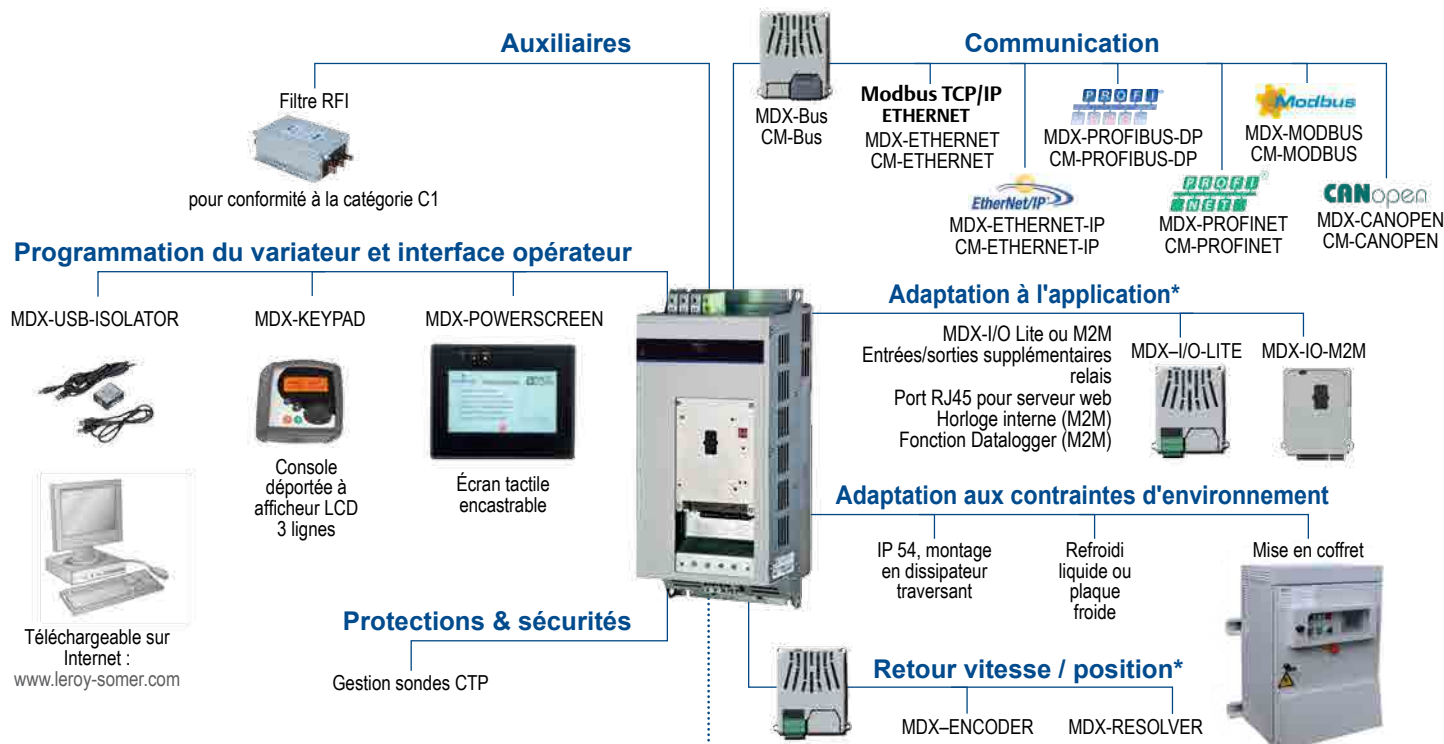 Auxiliaires
Filtre RFI
pour conformité à la catégorie C1
Communication
MDX-Bus
CM-Bus
Modbus TCP/IP
ETHERNET
MDX-ETHERNET
CM-ETHERNET
EtherNet/IP
MDX-ETHERNET-IP
CM-ETHERNET-IP
PROFI
BUS
MDX-PROFIBUS-DP
CM-PROFIBUS-DP
PROFI
NET
MDX-PROFINET
CM-PROFINET
Modbus
MDX-MODBUS
CM-MODBUS
CANopen
MDX-CANOPEN
CM-CANOPEN
Programmation du variateur et interface opérateur
MDX-USB-ISOLATOR
MDX-KEYPAD
MDX-POWERSCREEN
Console
déportée à
afficheur LCD
3 lignes
Écran tactile
encastrable
Téléchargeable sur
Internet :
www.leroy-somer.com
Adaptation à l'application*
MDX-I/O Lite ou M2M
Entrées/sorties supplémentaires
relais
Port RJ45 pour serveur web
Horloge interne (M2M)
Fonction Datalogger (M2M)
MDX–I/O-LITE
MDX-IO-M2M
Adaptation aux contraintes d'environnement
IP 54, montage
en dissipateur
traversant
Refroidi
liquide ou
plaque
froide
Mise en coffret
Protections & sécurités
Gestion sondes CTP
Retour vitesse / position*
MDX–ENCODER
MDX-RESOLVER